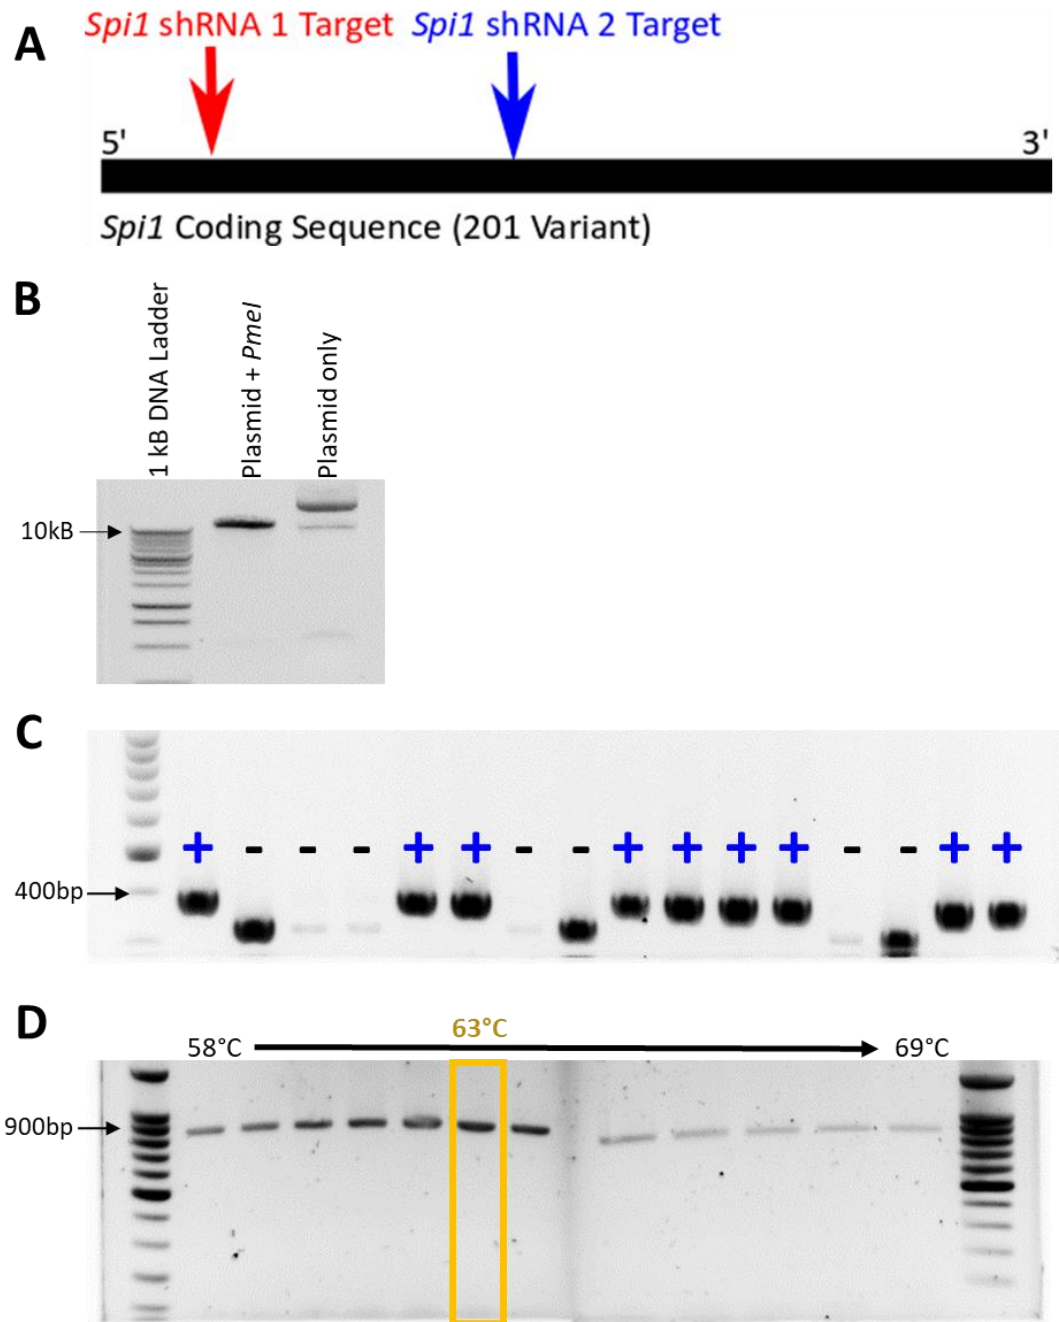 A
Spi1 shRNA 1 Target Spi1 shRNA 2 Target
5' 3'
Spi1 Coding Sequence (201 Variant)
B
1 kB DNA Ladder
Plasmid + PmeI
Plasmid only
10kB
C
+ - - - + + - - + + + + - - + +
400bp
D
63°C
58°C 69°C
900bp